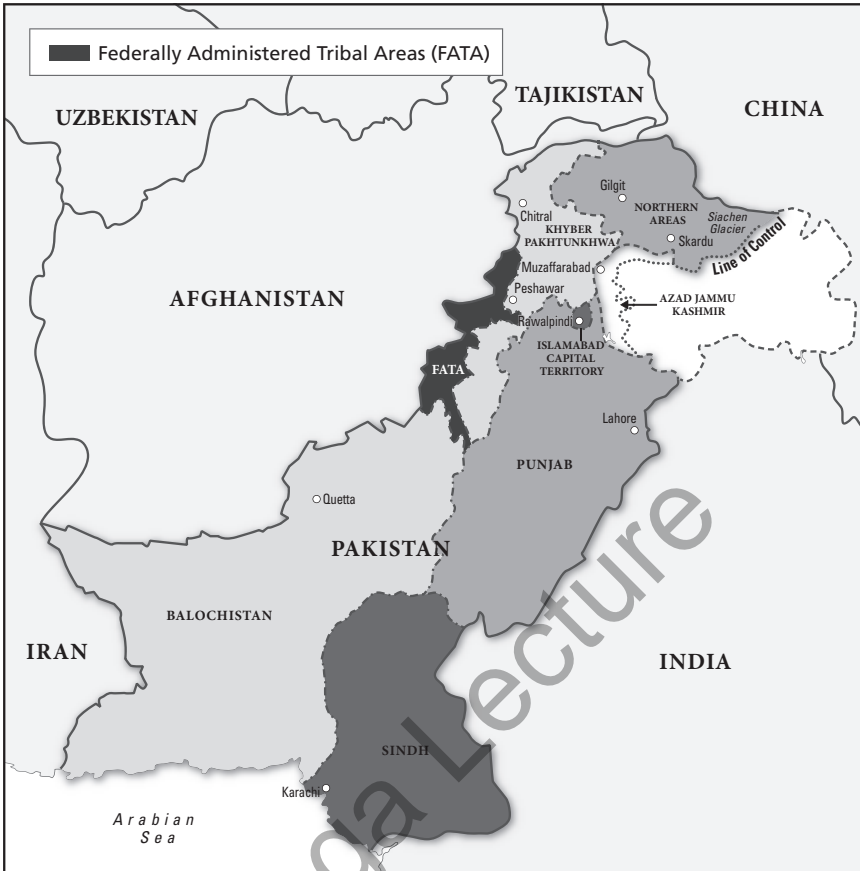 Federally Administered Tribal Areas (FATA)
UZBEKISTAN
TAJIKISTAN
CHINA
Gilgit
NORTHERN
AREAS
Siachen
Glacier
Chitral
KHYBER
PAKHTUNKHWA
Skardu
Line of Control
Muzaffarabad
AFGHANISTAN
Peshawar
AZAD JAMMU
KASHMIR
Rawalpindi
ISLAMABAD
CAPITAL
TERRITORY
FATA
Lahore
PUNJAB
Quetta
PAKISTAN
BALOCHISTAN
IRAN
INDIA
SINDH
Karachi
Arabian
Sea
Lecture